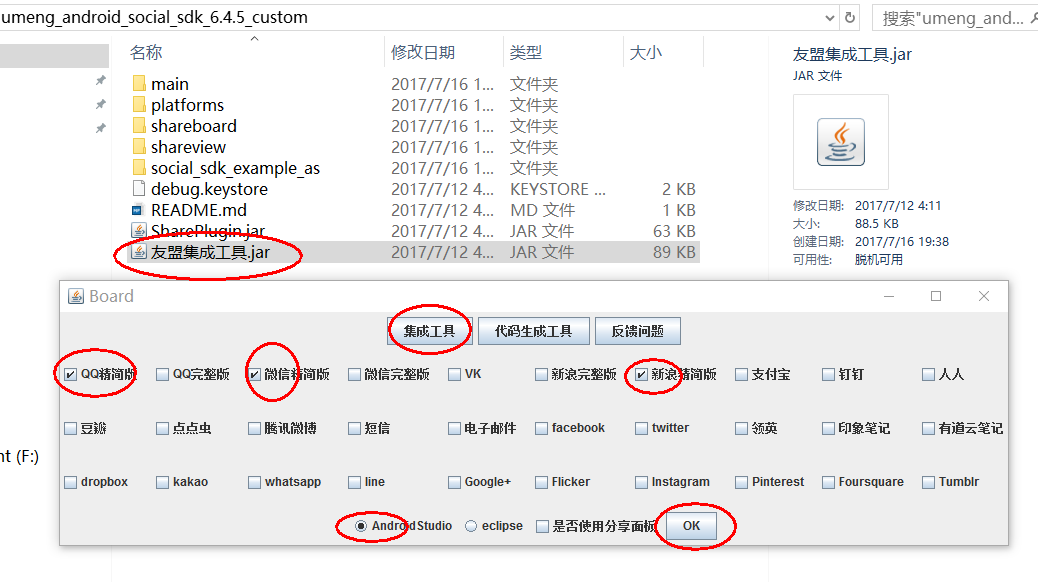 umeng_android_social_sdk_6.4.5_custom
搜索"umeng_and...
名称 修改日期 类型 大小
main 2017/7/16 1... 文件夹
platforms 2017/7/16 1... 文件夹
shareboard 2017/7/16 1... 文件夹
shareview 2017/7/16 1... 文件夹
social_sdk_example_as 2017/7/16 1... 文件夹
debug.keystore 2017/7/12 4... KEYSTORE ... 2 KB
README.md 2017/7/12 4... MD 文件 1 KB
SharePlugin.jar 2017/7/12 4... JAR 文件 63 KB
友盟集成工具.jar 2017/7/12 4... JAR 文件 89 KB
友盟集成工具.jar
JAR 文件
修改日期: 2017/7/12 4:11
大小: 88.5 KB
创建日期: 2017/7/16 19:38
可用性: 脱机可用
Board
集成工具 代码生成工具 反馈问题
QQ精简版 QQ完整版 微信精简版 微信完整版 VK 新浪完整版 新浪精简版 支付宝 钉钉 人人
豆瓣 点点虫 腾讯微博 短信 电子邮件 facebook twitter 领英 印象笔记 有道云笔记
dropbox kakao whatsapp line Google+ Flicker Instagram Pinterest Foursquare Tumblr
AndroidStudio eclipse 是否使用分享面板 OK
nt (F:)